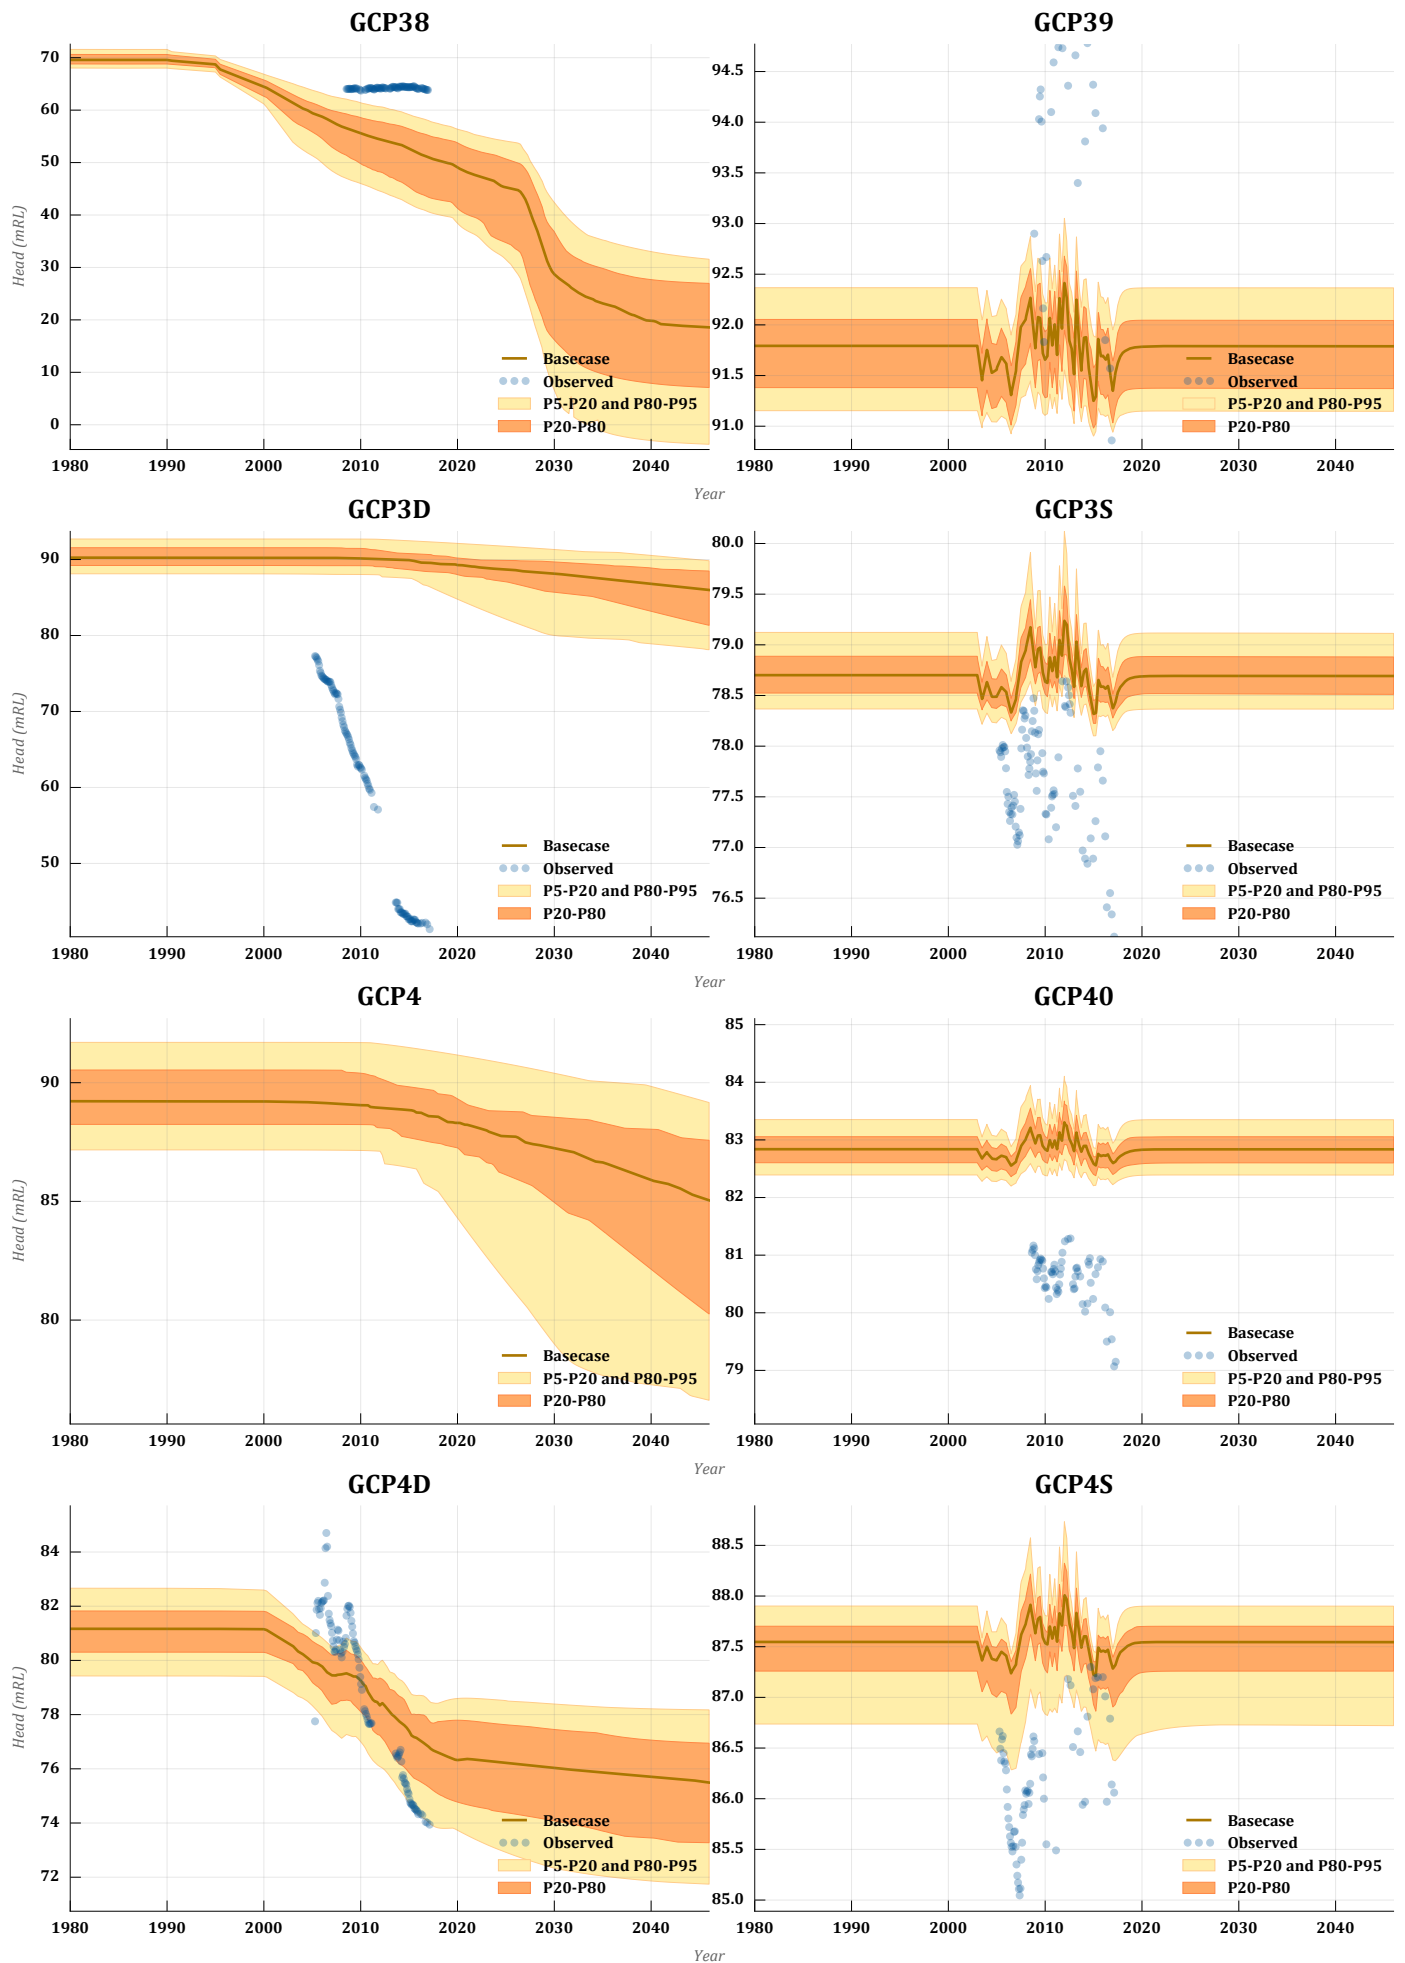 GCP38 GCP39
70
60
50
40
30
20
10
0
Head (mRL)
94.5
94.0
93.5
93.0
92.5
92.0
91.5
91.0
Basecase
Observed
P5-P20 and P80-P95
P20-P80
Basecase
Observed
P5-P20 and P80-P95
P20-P80
1980 1990 2000 2010 2020 2030 2040
1980 1990 2000 2010 2020 2030 2040
Year
GCP3D GCP3S
90
80
70
60
50
Head (mRL)
80.0
79.5
79.0
78.5
78.0
77.5
77.0
76.5
Basecase
Observed
P5-P20 and P80-P95
P20-P80
Basecase
Observed
P5-P20 and P80-P95
P20-P80
1980 1990 2000 2010 2020 2030 2040
1980 1990 2000 2010 2020 2030 2040
Year
GCP4 GCP40
90
85
80
Head (mRL)
85
84
83
82
81
80
79
Basecase
P5-P20 and P80-P95
P20-P80
Basecase
Observed
P5-P20 and P80-P95
P20-P80
1980 1990 2000 2010 2020 2030 2040
1980 1990 2000 2010 2020 2030 2040
Year
GCP4D GCP4S
84
82
80
78
76
74
72
Head (mRL)
88.5
88.0
87.5
87.0
86.5
86.0
85.5
85.0
Basecase
Observed
P5-P20 and P80-P95
P20-P80
Basecase
Observed
P5-P20 and P80-P95
P20-P80
1980 1990 2000 2010 2020 2030 2040
1980 1990 2000 2010 2020 2030 2040
Year